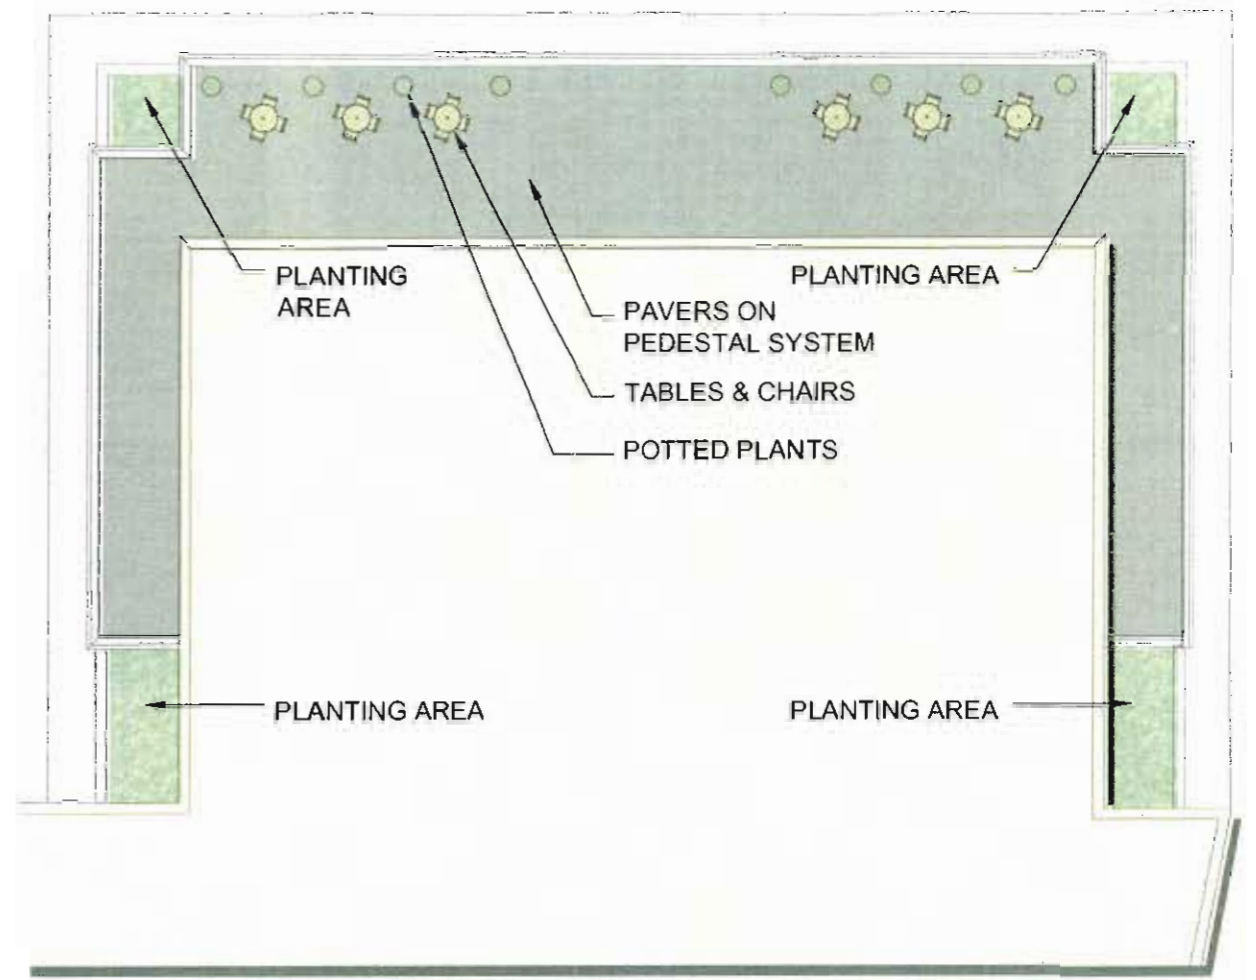 PLANTING
AREA
PLANTING AREA
PAVERS ON
PEDESTAL SYSTEM
TABLES & CHAIRS
POTTED PLANTS
PLANTING AREA
PLANTING AREA